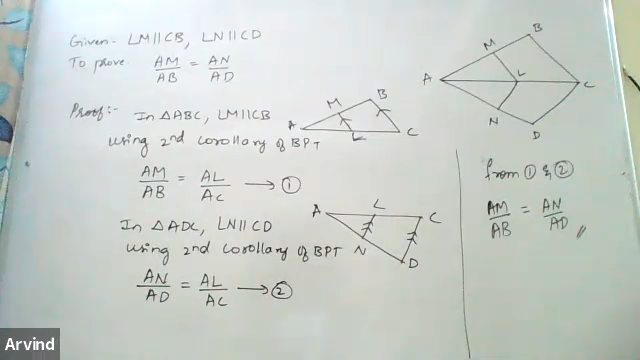 Given:- LM||CB, LN||CD
To prove: AM/AB = AN/AD
Proof:- In △ABC, LM||CB
using 2nd corollary of BPT
AM/AB = AL/AC → ①
In △ADC, LN||CD
using 2nd corollary of BPT
AN/AD = AL/AC → ②
A M B L C
A L C N D
A M B L C N D
from ① & ②
AM/AB = AN/AD //
Arvind